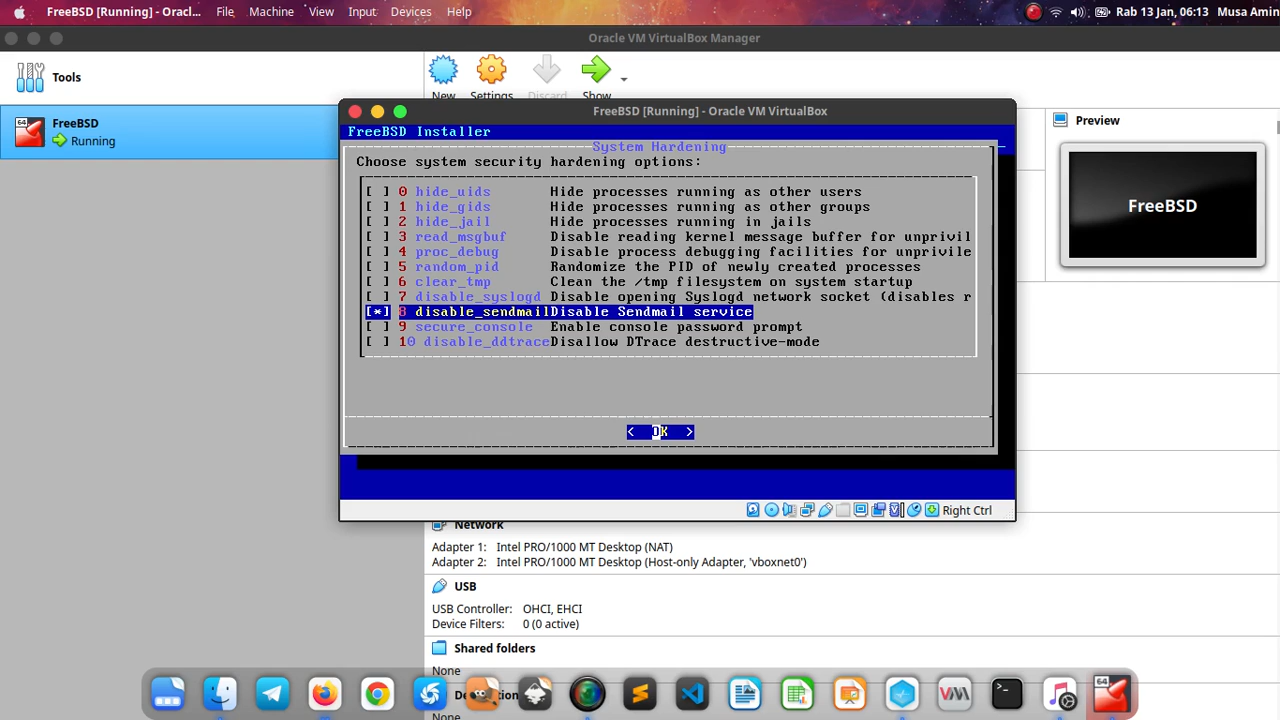 FreeBSD [Running] - Oracl... File Machine View Input Devices Help Rab 13 Jan, 06:13 Musa Amin
Oracle VM VirtualBox Manager
Tools
New Settings Discard Show
FreeBSD
Running
64
Preview
FreeBSD
FreeBSD [Running] - Oracle VM VirtualBox
FreeBSD Installer
System Hardening
Choose system security hardening options:
[ ] 0 hide_uids Hide processes running as other users
[ ] 1 hide_gids Hide processes running as other groups
[ ] 2 hide_jail Hide processes running in jails
[ ] 3 read_msgbuf Disable reading kernel message buffer for unprivil
[ ] 4 proc_debug Disable process debugging facilities for unprivile
[ ] 5 random_pid Randomize the PID of newly created processes
[ ] 6 clear_tmp Clean the /tmp filesystem on system startup
[ ] 7 disable_syslogd Disable opening Syslogd network socket (disables r
[*] 8 disable_sendmailDisable Sendmail service
[ ] 9 secure_console Enable console password prompt
[ ] 10 disable_ddtraceDisallow DTrace destructive-mode
< OK >
Right Ctrl
Network
Adapter 1: Intel PRO/1000 MT Desktop (NAT)
Adapter 2: Intel PRO/1000 MT Desktop (Host-only Adapter, 'vboxnet0')
USB
USB Controller: OHCI, EHCI
Device Filters: 0 (0 active)
Shared folders
None
None
64